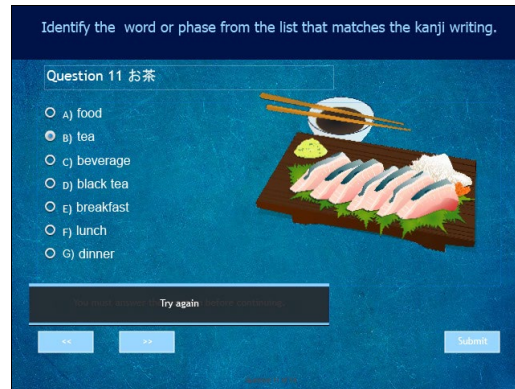 Identify the word or phase from the list that matches the kanji writing.
Question 11 お茶
A) food
B) tea
C) beverage
D) black tea
E) breakfast
F) lunch
G) dinner
Try again
<< >> Submit